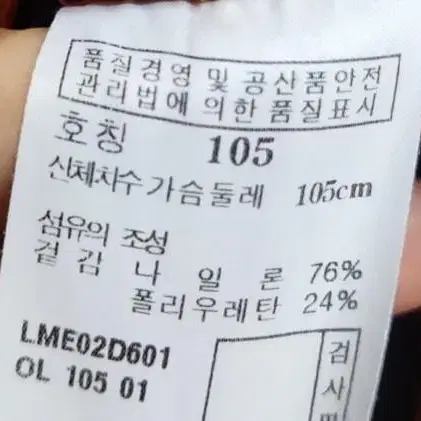 품질경영 및 공산품안전
관리법에 의한 품질표시
호칭 105
신체치수 가슴둘레 105cm
섬유의 조성
겉감 나일론 76%
폴리우레탄 24%
LME02D601
OL 105 01
검
사